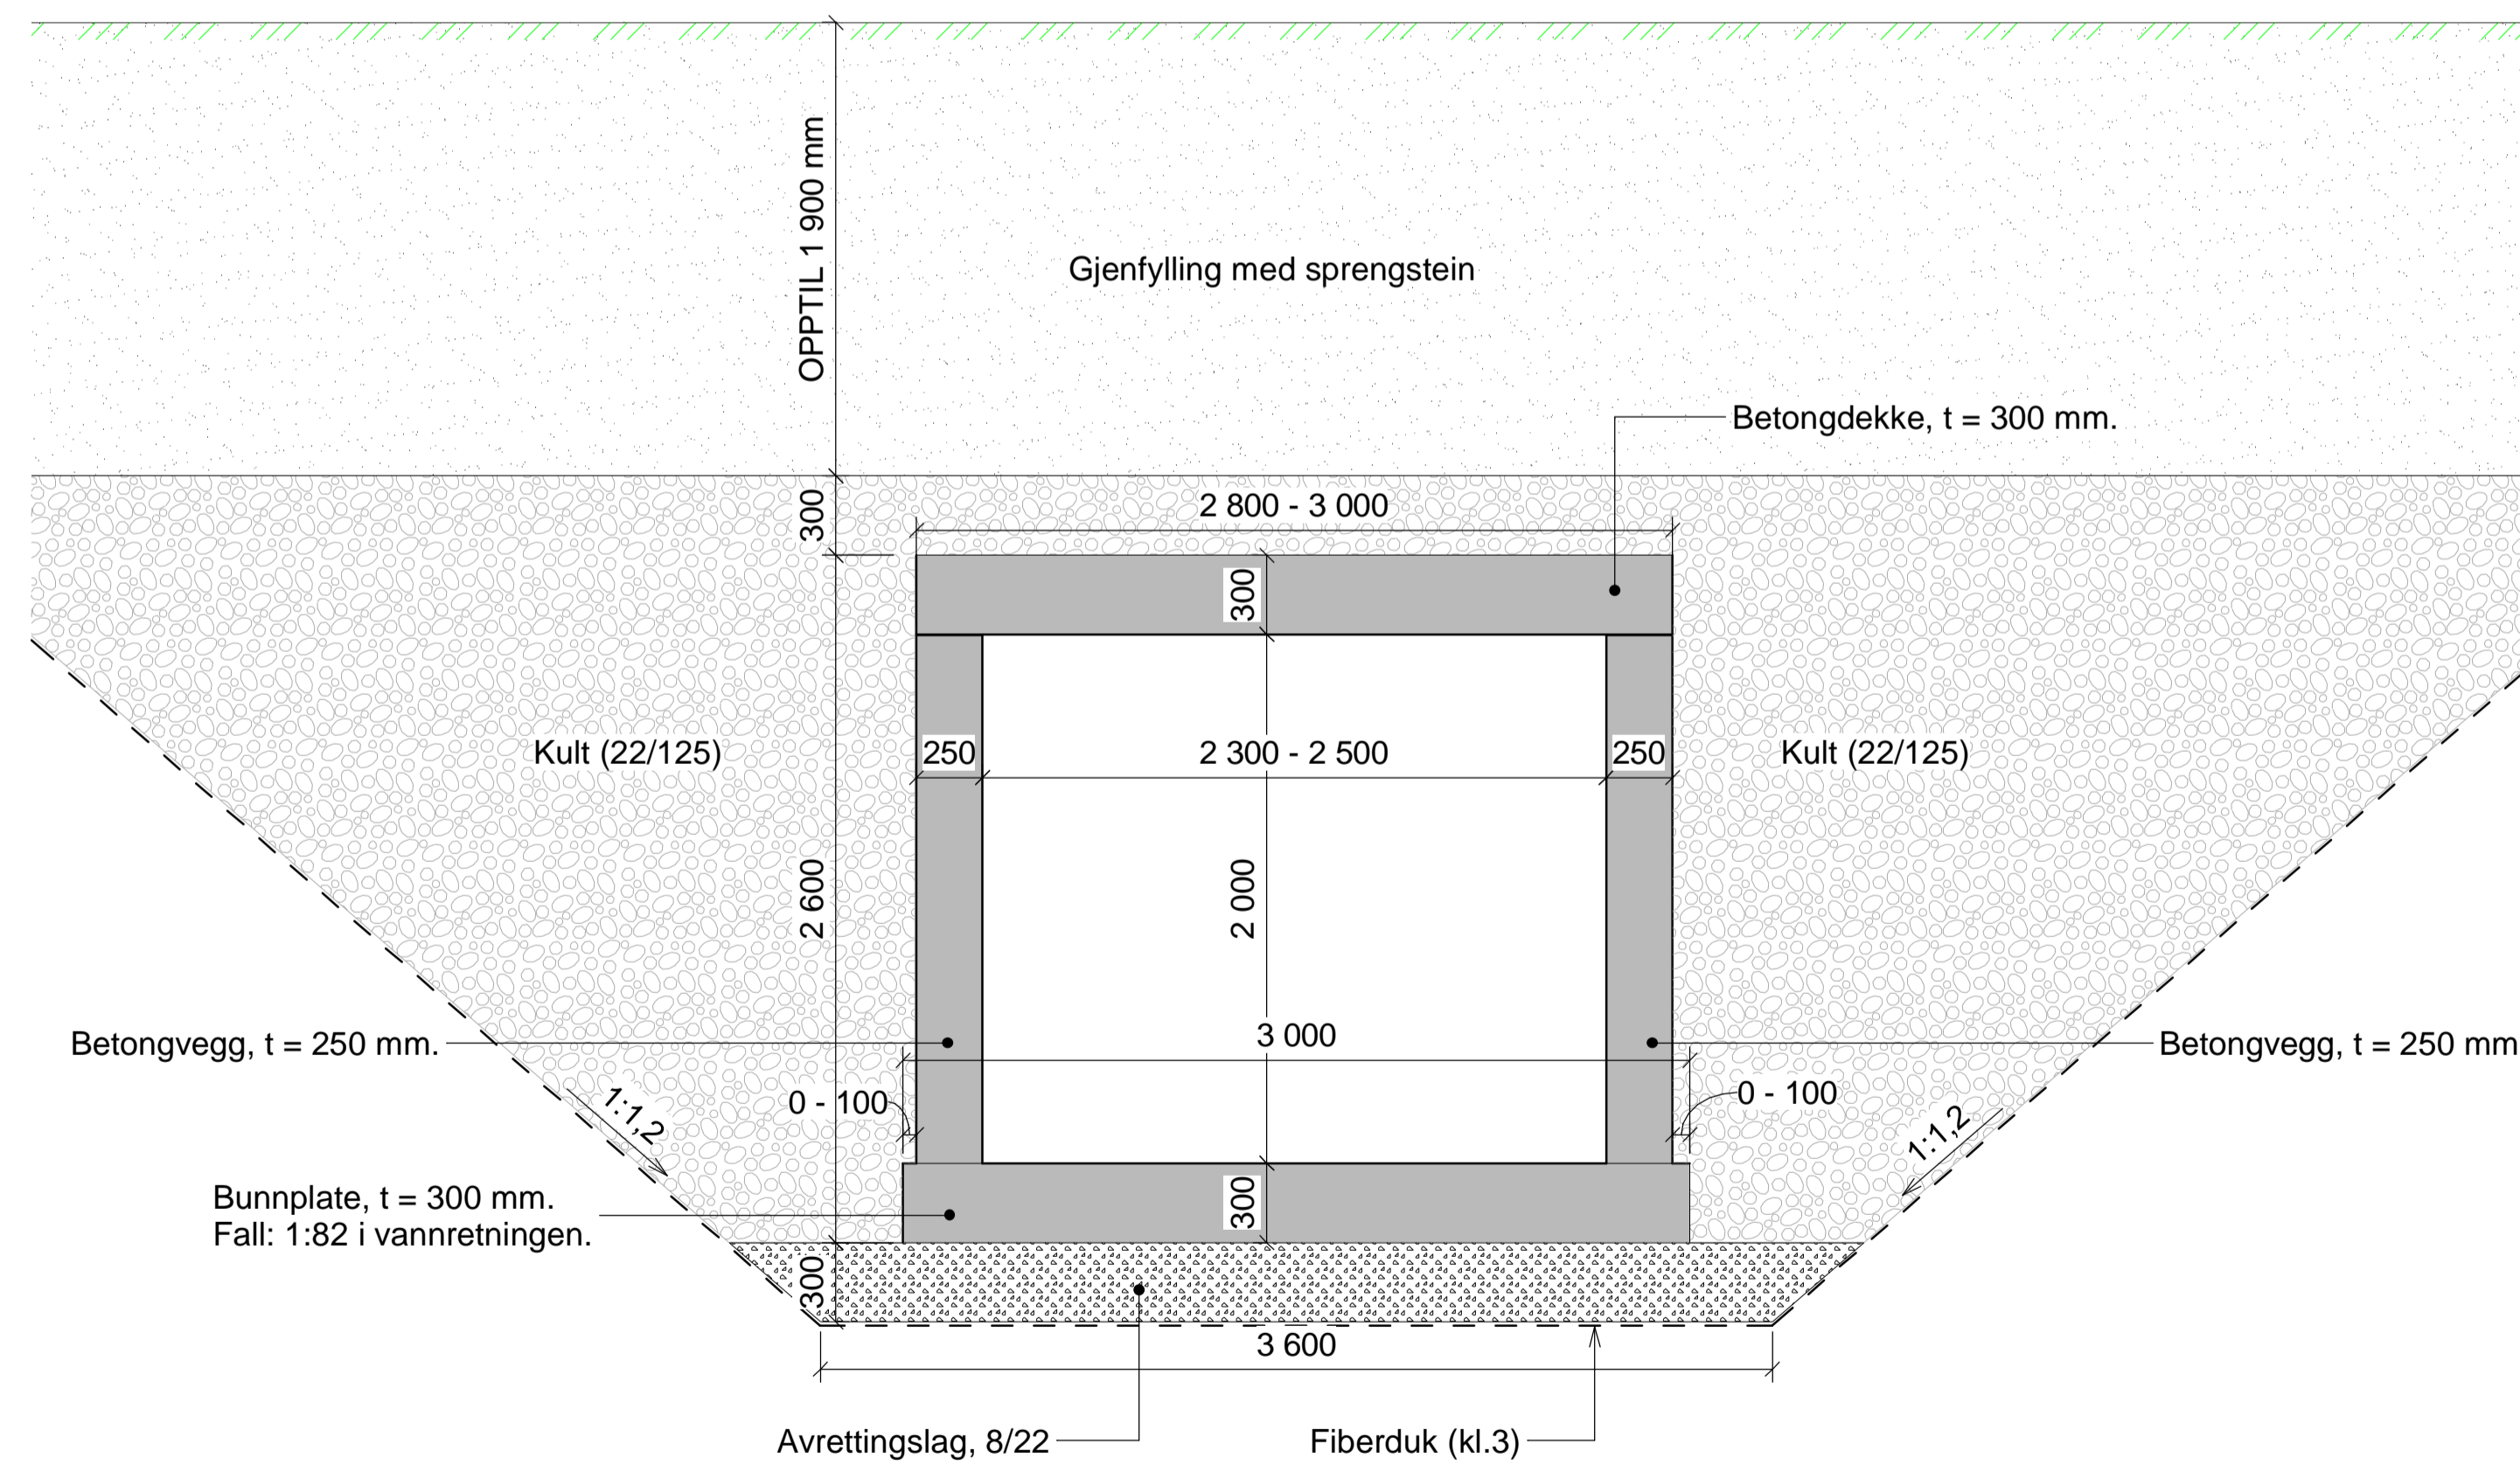 OPPTIL 1 900 mm
Gjenfylling med sprengstein
Betongdekke, t = 300 mm.
300
2 800 - 3 000
300
Kult (22/125)
250
2 300 - 2 500
250
Kult (22/125)
2 600
2 000
3 000
Betongvegg, t = 250 mm.
Betongvegg, t = 250 mm
0 - 100
0 - 100
1:1,2
1:1,2
Bunnplate, t = 300 mm.
Fall: 1:82 i vannretningen.
300
300
3 600
Avrettingslag, 8/22
Fiberduk (kl.3)